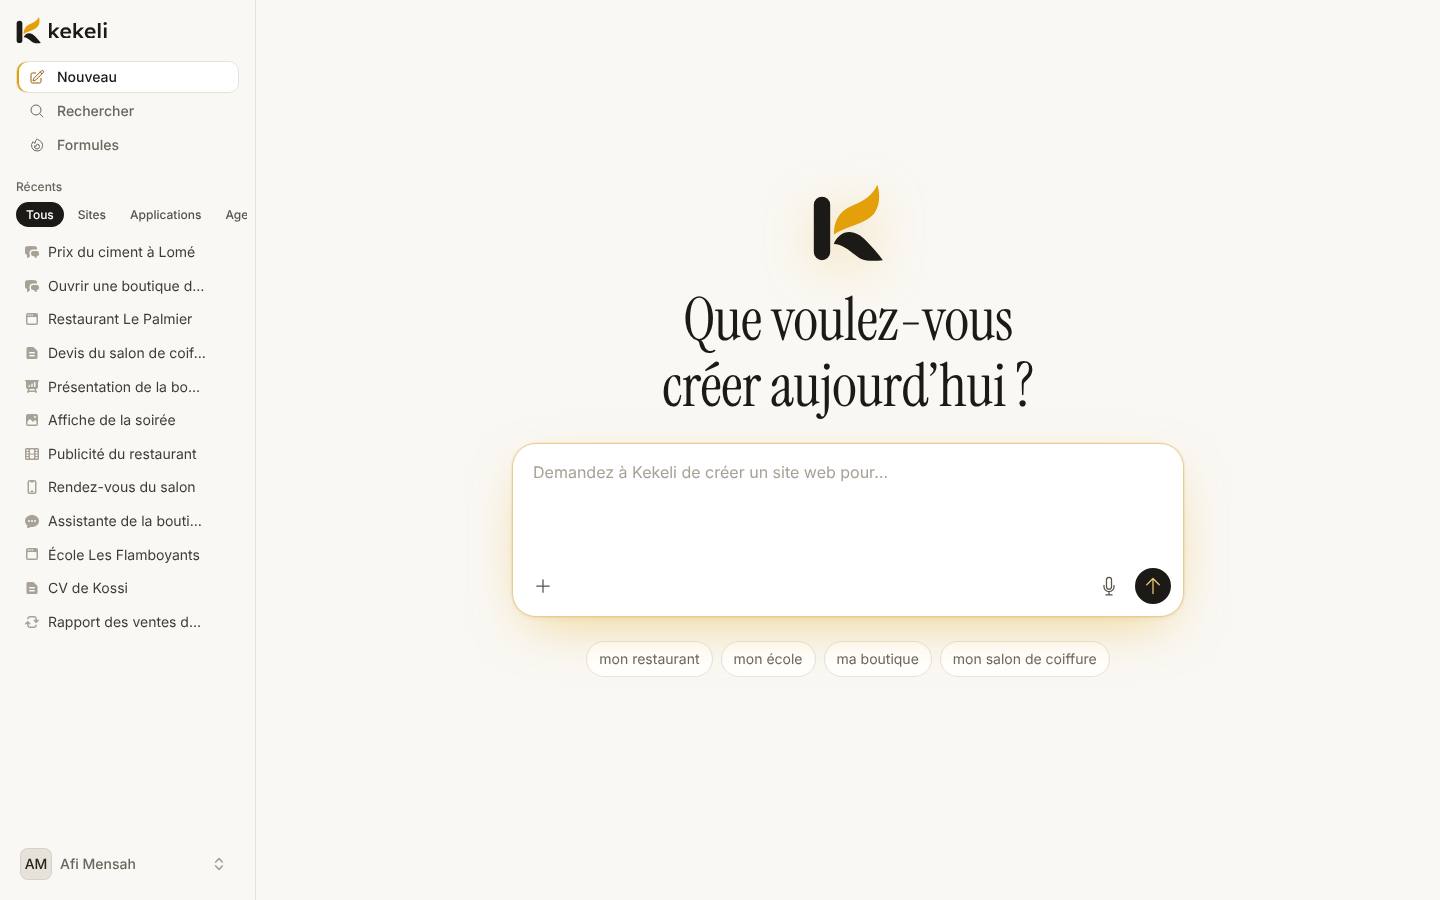 kekeli
Nouveau
Rechercher
Formules
Récents
Tous Sites Applications Age
Prix du ciment à Lomé
Ouvrir une boutique d...
Restaurant Le Palmier
Devis du salon de coif...
Présentation de la bo...
Affiche de la soirée
Publicité du restaurant
Rendez-vous du salon
Assistante de la bouti...
École Les Flamboyants
CV de Kossi
Rapport des ventes d...
AM Afi Mensah
Que voulez-vous
créer aujourd’hui ?
Demandez à Kekeli de créer un site web pour...
mon restaurant mon école ma boutique mon salon de coiffure